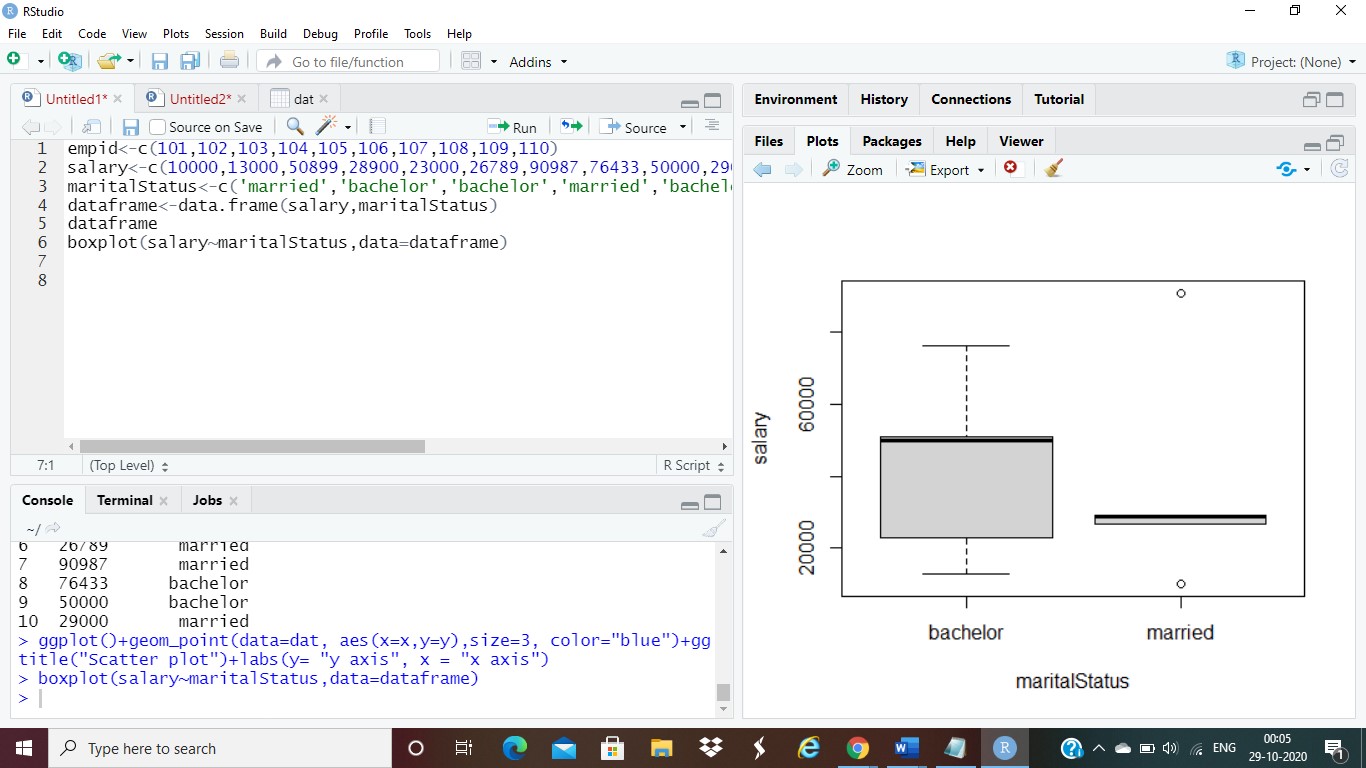 RStudio
File Edit Code View Plots Session Build Debug Profile Tools Help
Go to file/function Addins Project: (None)
Untitled1* Untitled2* dat
Source on Save Run Source
1 empid<-c(101,102,103,104,105,106,107,108,109,110)
2 salary<-c(10000,13000,50899,28900,23000,26789,90987,76433,50000,290
3 maritalStatus<-c('married','bachelor','bachelor','married','bachel
4 dataframe<-data.frame(salary,maritalStatus)
5 dataframe
6 boxplot(salary~maritalStatus,data=dataframe)
7
8
7:1 (Top Level) R Script
Console Terminal Jobs
~/
6 26789 married
7 90987 married
8 76433 bachelor
9 50000 bachelor
10 29000 married
> ggplot()+geom_point(data=dat, aes(x=x,y=y),size=3, color="blue")+gg
title("Scatter plot")+labs(y= "y axis", x = "x axis")
> boxplot(salary~maritalStatus,data=dataframe)
>
Environment History Connections Tutorial
Files Plots Packages Help Viewer
Zoom Export
salary
60000
20000
bachelor married
maritalStatus
Type here to search
ENG
00:05
29-10-2020
1